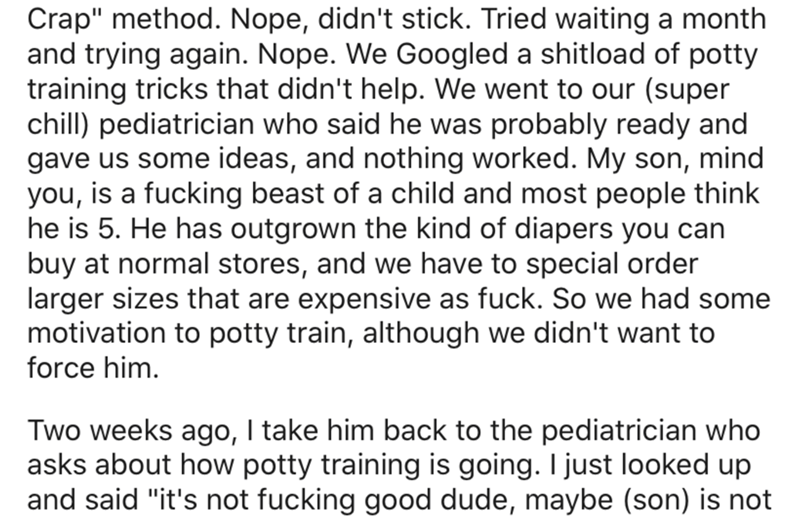 Crap" method. Nope, didn't stick. Tried waiting a month
and trying again. Nope. We Googled a shitload of potty
training tricks that didn't help. We went to our (super
chill) pediatrician who said he was probably ready and
gave us some ideas, and nothing worked. My son, mind
you, is a fucking beast of a child and most people think
he is 5. He has outgrown the kind of diapers you can
buy at normal stores, and we have to special order
larger sizes that are expensive as fuck. So we had some
motivation to potty train, although we didn't want to
force him.
Two weeks ago, I take him back to the pediatrician who
asks about how potty training is going. I just looked up
and said "it's not fucking good dude, maybe (son) is not